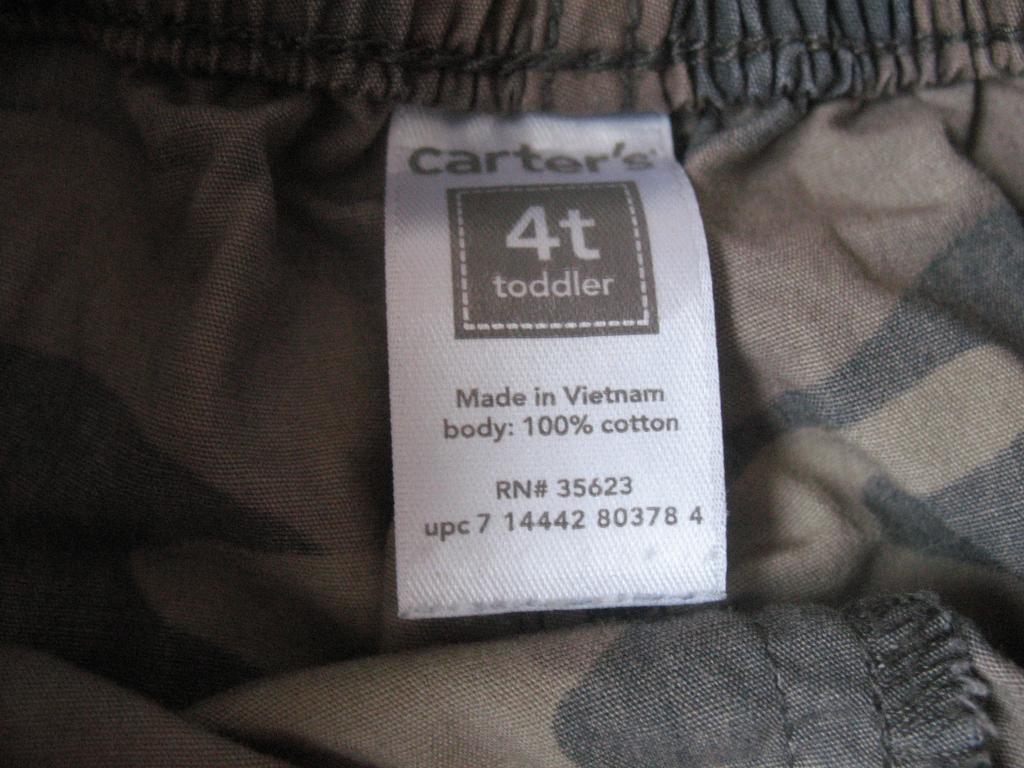 carter's
4t
toddler
Made in Vietnam
body: 100% cotton
RN# 35623
upc 7 14442 80378 4